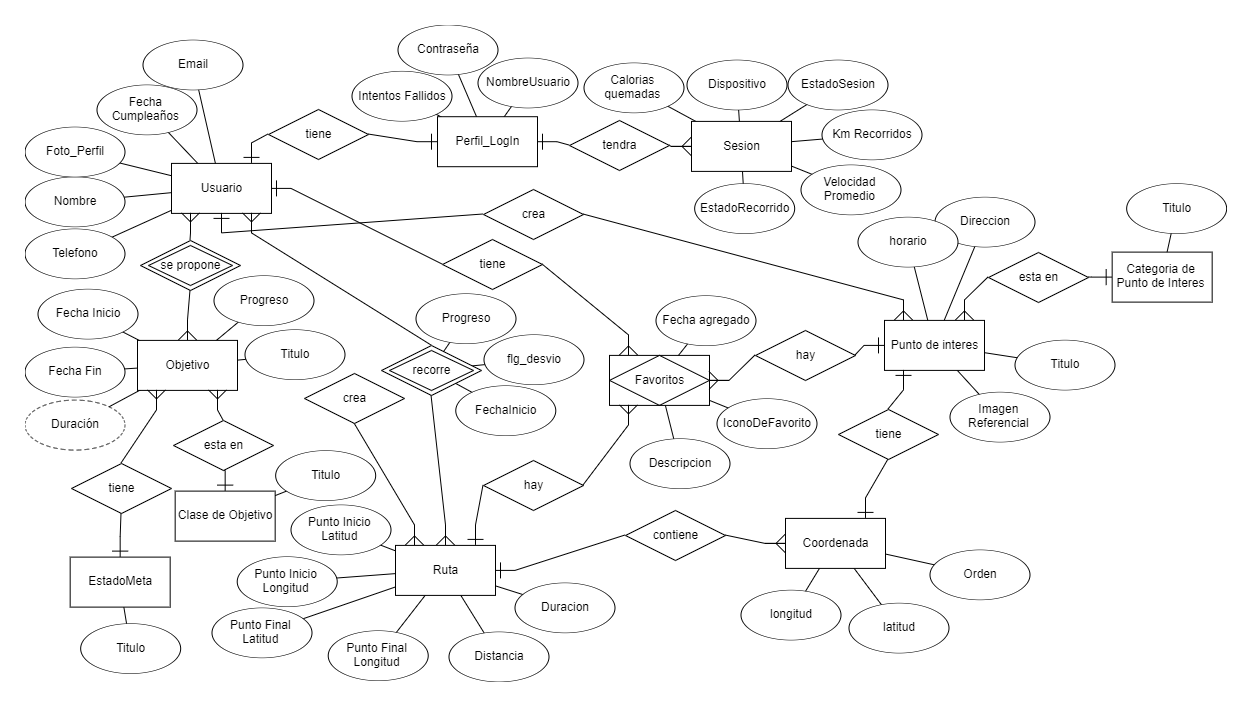 Email
Contraseña
Fecha
Cumpleaños
Intentos Fallidos
NombreUsuario
Calorias
quemadas
Dispositivo
EstadoSesion
Foto_Perfil
tiene
Perfil_LogIn
tendra
Sesion
Km Recorridos
Nombre
Usuario
Velocidad
Promedio
EstadoRecorrido
Titulo
Telefono
crea
horario
Direccion
se propone
tiene
esta en
Categoria de
Punto de Interes
Fecha Inicio
Progreso
Progreso
Fecha agregado
Objetivo
Titulo
flg_desvio
hay
Punto de interes
Fecha Fin
recorre
Favoritos
Titulo
Duración
crea
FechaInicio
IconoDeFavorito
Imagen
Referencial
esta en
tiene
Descripcion
tiene
Titulo
hay
Clase de Objetivo
Punto Inicio
Latitud
contiene
Coordenada
EstadoMeta
Punto Inicio
Longitud
Ruta
Orden
Duracion
longitud
latitud
Titulo
Punto Final
Latitud
Punto Final
Longitud
Distancia